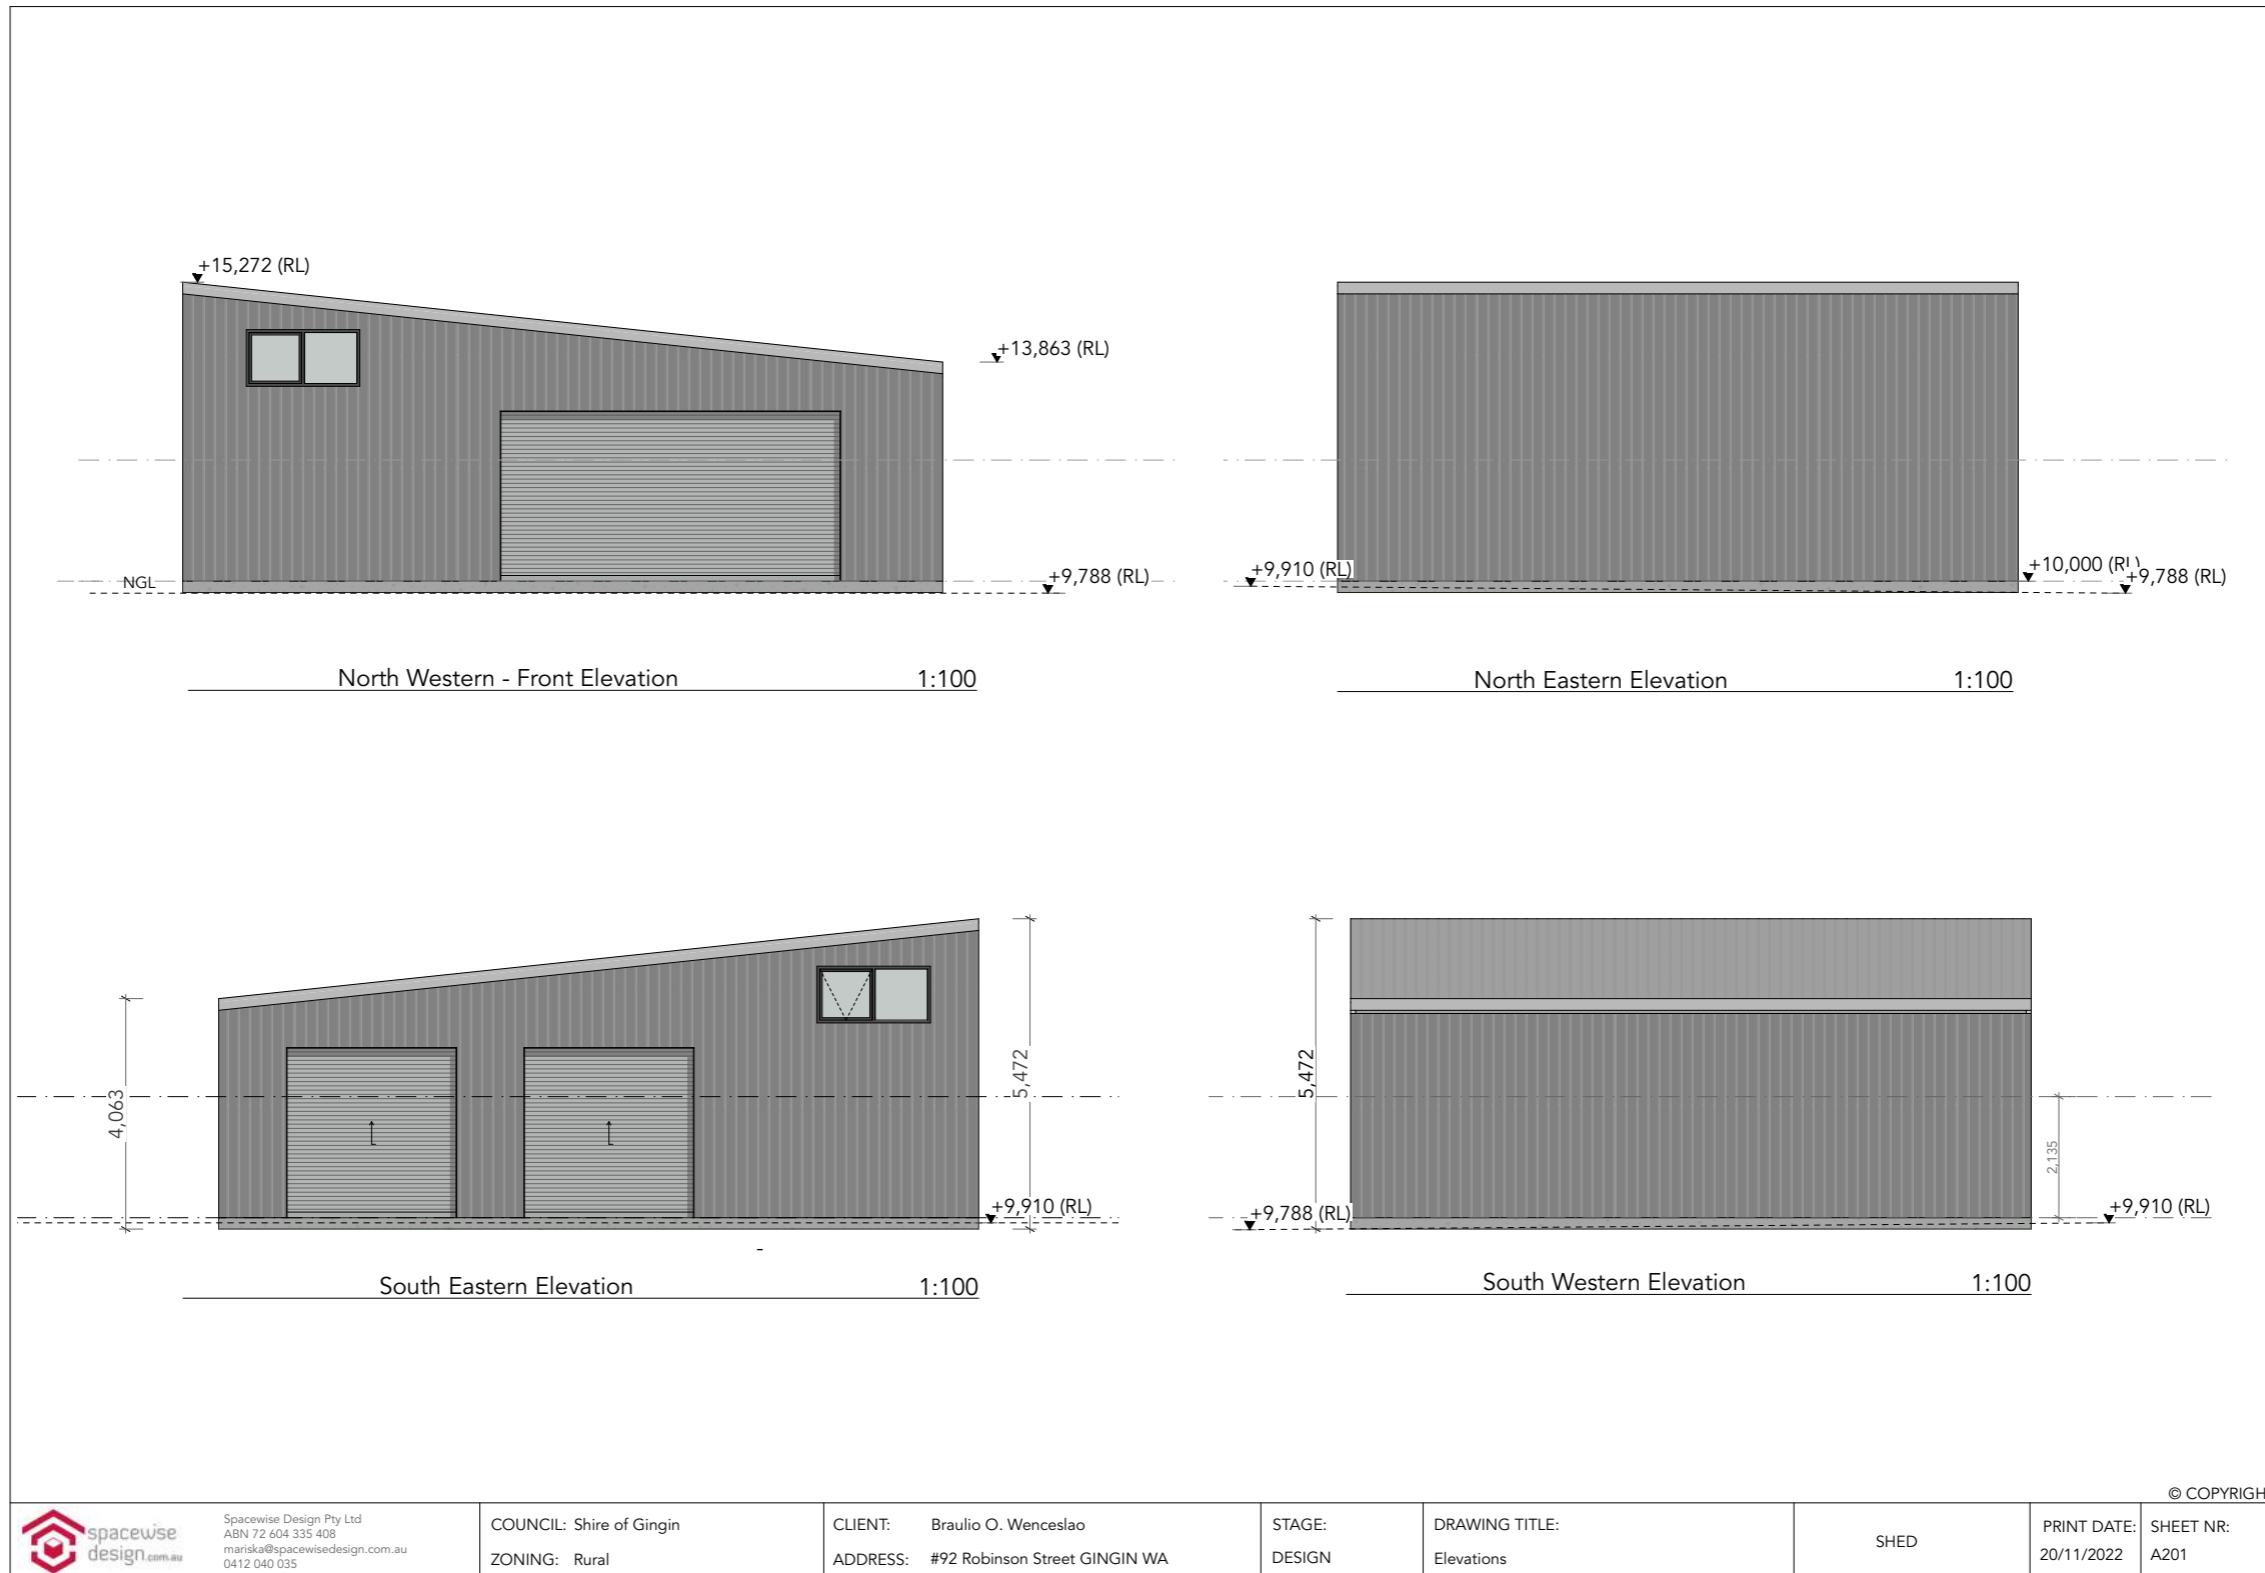 +15,272 (RL)
+13,863 (RL)
NGL
+9,788 (RL)
North Western - Front Elevation 1:100
+9,910 (RL)
+10,000 (RL)
+9,788 (RL)
North Eastern Elevation 1:100
4,063
5,472
+9,910 (RL)
-
South Eastern Elevation 1:100
5,472
2,135
+9,788 (RL)
+9,910 (RL)
South Western Elevation 1:100
© COPYRIGH
spacewise
design.com.au
Spacewise Design Pty Ltd
ABN 72 604 335 408
mariska@spacewisedesign.com.au
0412 040 035
COUNCIL: Shire of Gingin
ZONING: Rural
CLIENT: Braulio O. Wenceslao
ADDRESS: #92 Robinson Street GINGIN WA
STAGE:
DESIGN
DRAWING TITLE:
Elevations
SHED
PRINT DATE:
20/11/2022
SHEET NR:
A201